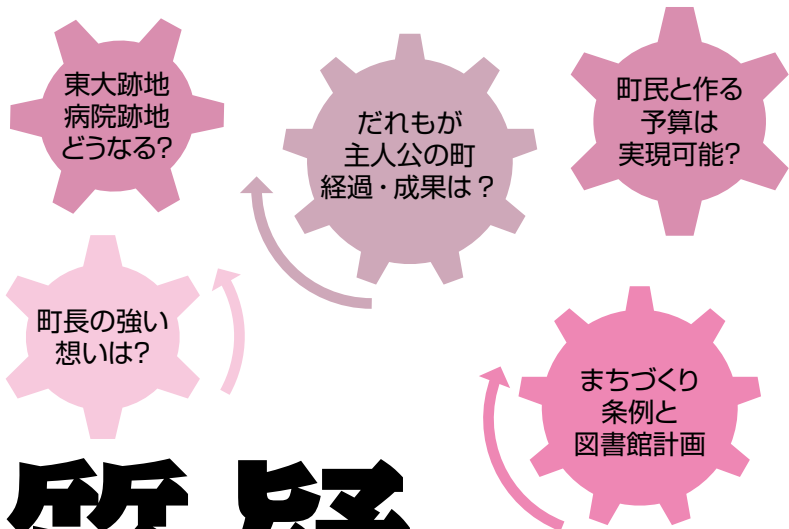 東大跡地
病院跡地
どうなる?
だれもが
主人公の町
経過・成果は?
町民と作る
予算は
実現可能?
町長の強い
想いは?
まちづくり
条例と
図書館計画
質疑